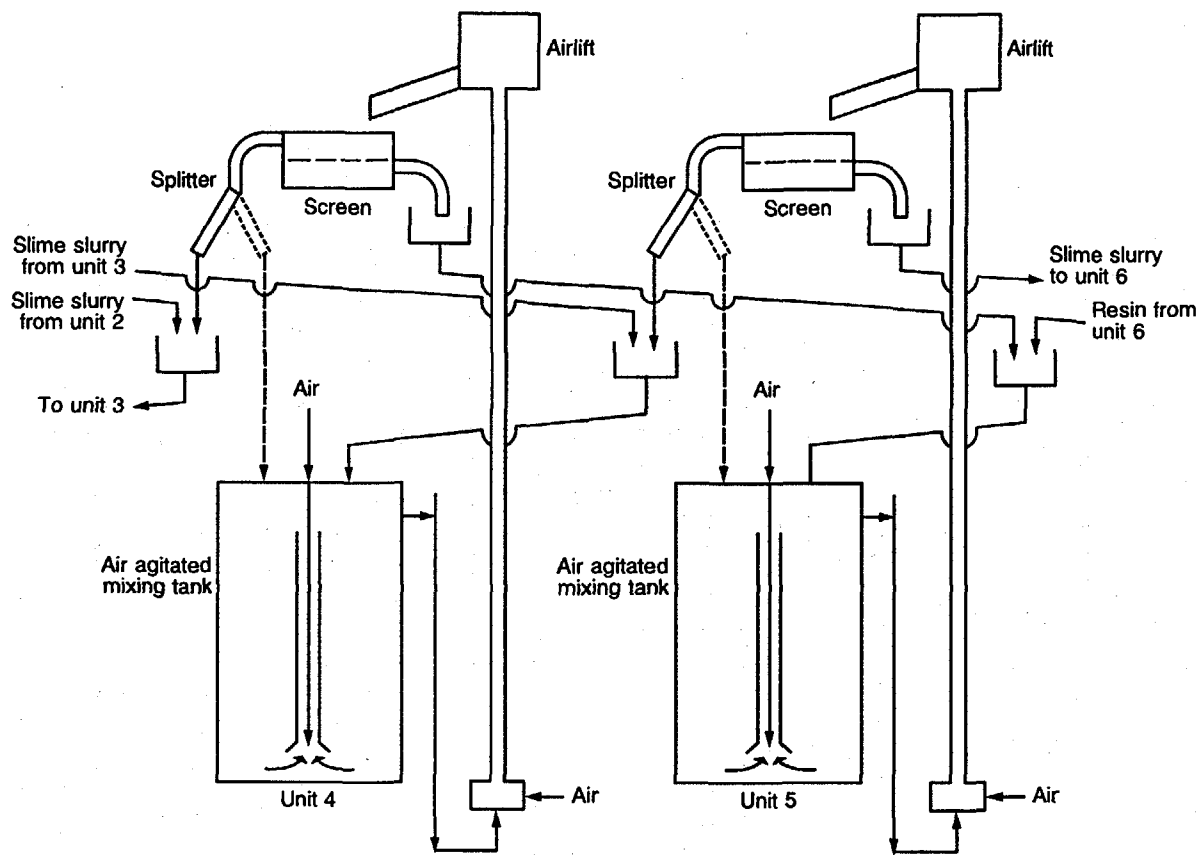 Airlift
Airlift
Splitter
Screen
Splitter
Screen
Slime slurry
from unit 3
Slime slurry
from unit 2
Slime slurry
to unit 6
Resin from
unit 6
To unit 3
Air
Air
Air agitated
mixing tank
Air agitated
mixing tank
Unit 4
Air
Unit 5
Air